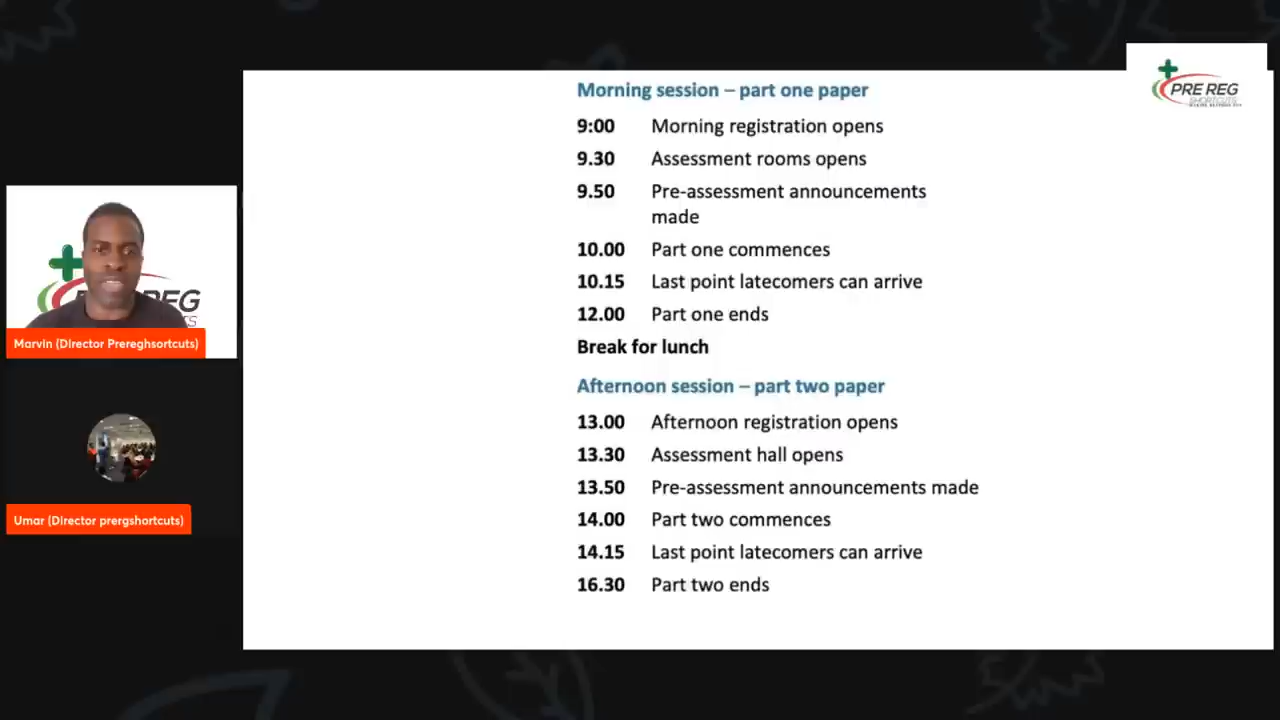 PRE REG
SHORTCUTS
Morning session – part one paper
9:00 Morning registration opens
9.30 Assessment rooms opens
9.50 Pre-assessment announcements
made
10.00 Part one commences
10.15 Last point latecomers can arrive
12.00 Part one ends
Break for lunch
Afternoon session – part two paper
13.00 Afternoon registration opens
13.30 Assessment hall opens
13.50 Pre-assessment announcements made
14.00 Part two commences
14.15 Last point latecomers can arrive
16.30 Part two ends
Marvin (Director Prereghsortcuts)
Umar (Director prergshortcuts)